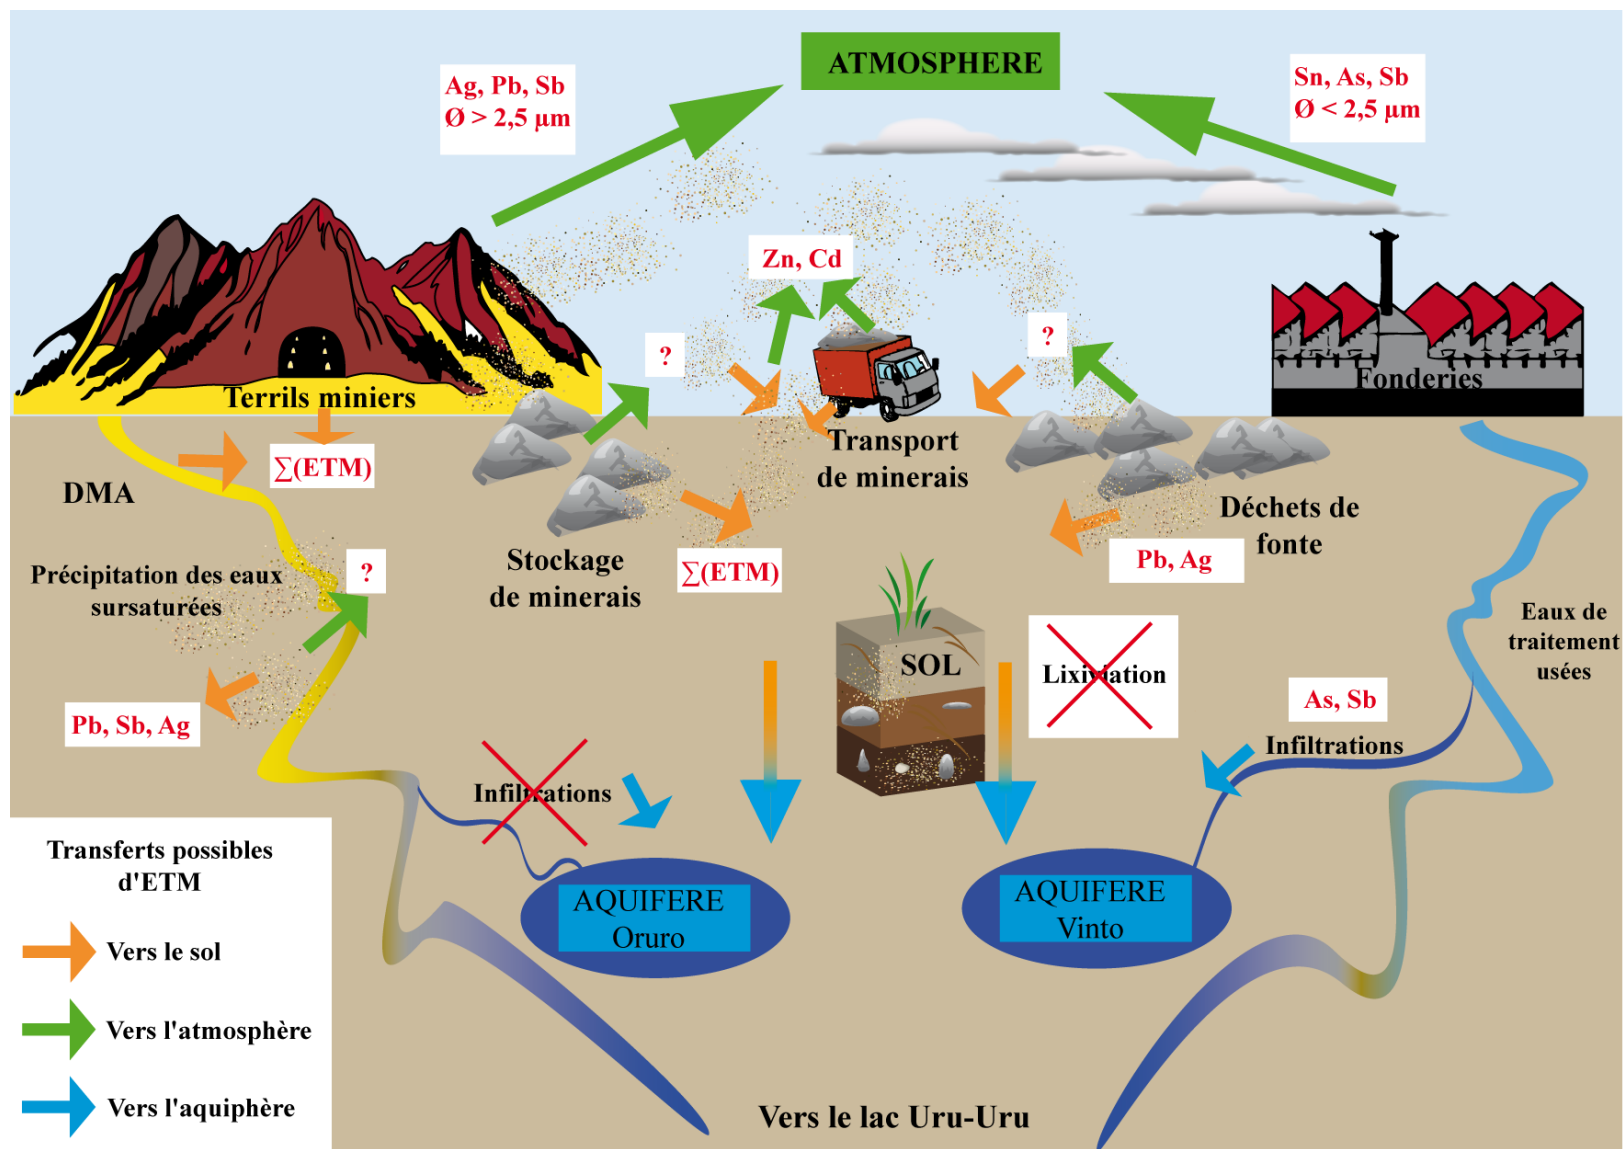 ATMOSPHERE
Ag, Pb, Sb
Ø > 2,5 µm
Sn, As, Sb
Ø < 2,5 µm
Zn, Cd
?
?
Terrils miniers
Fonderies
∑(ETM)
DMA
Transport
de minerais
Déchets de
fonte
Pb, Ag
Stockage
de minerais
∑(ETM)
Précipitation des eaux
sursaturées
?
Pb, Sb, Ag
SOL
Lixiviation
Eaux de
traitement
usées
As, Sb
Infiltrations
Infiltrations
AQUIFERE
Oruro
AQUIFERE
Vinto
Transferts possibles
d'ETM
Vers le sol
Vers l'atmosphère
Vers l'aquiphère
Vers le lac Uru-Uru